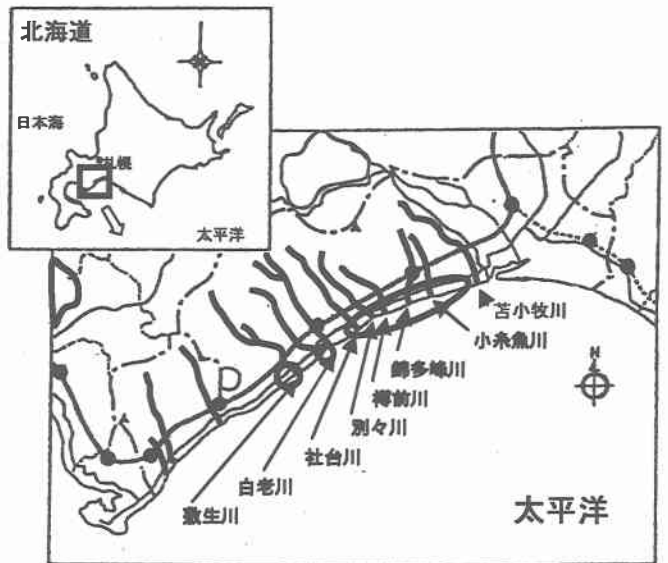 北海道
日本海
札幌
太平洋
苫小牧川
小糸魚川
錦多峰川
樽前川
別々川
社台川
白老川
敷生川
N
太平洋